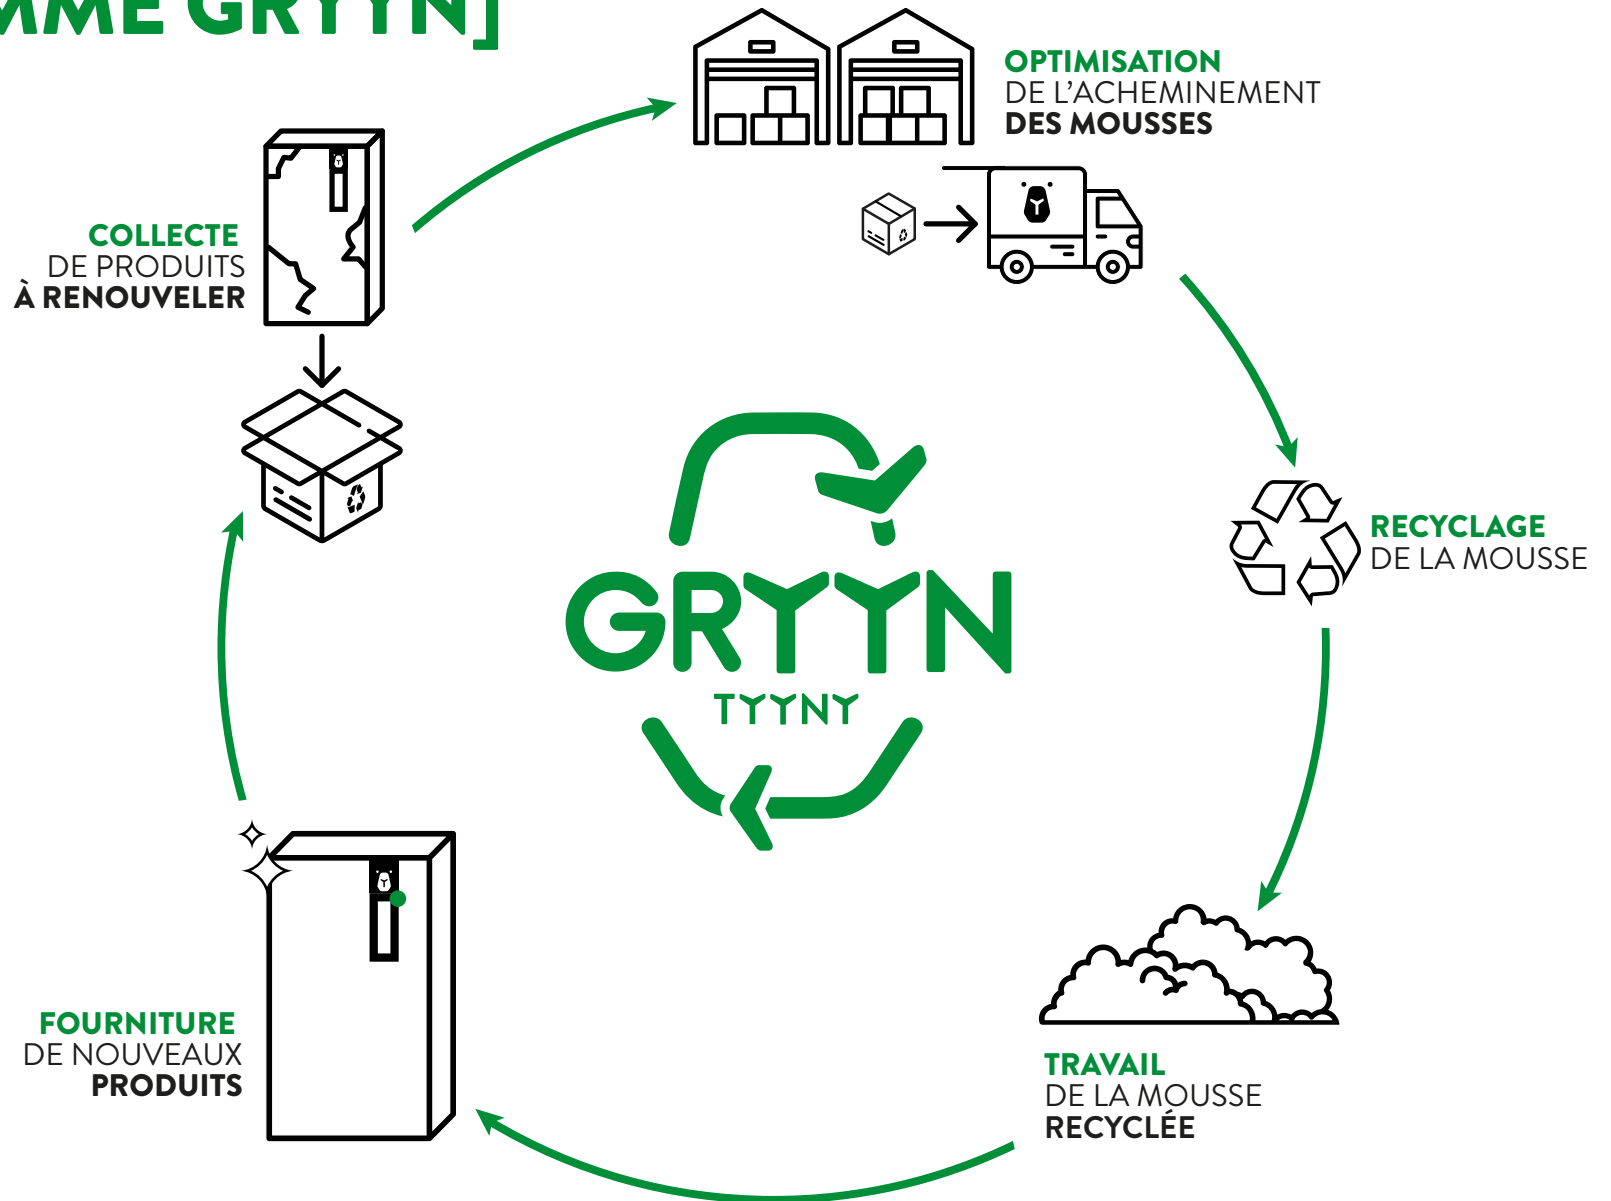 MME GRYYN]
OPTIMISATION
DE L'ACHEMINEMENT
DES MOUSSES
COLLECTE
DE PRODUITS
À RENOUVELER
RECYCLAGE
DE LA MOUSSE
GRYYN
TYYNY
FOURNITURE
DE NOUVEAUX
PRODUITS
TRAVAIL
DE LA MOUSSE
RECYCLÉE